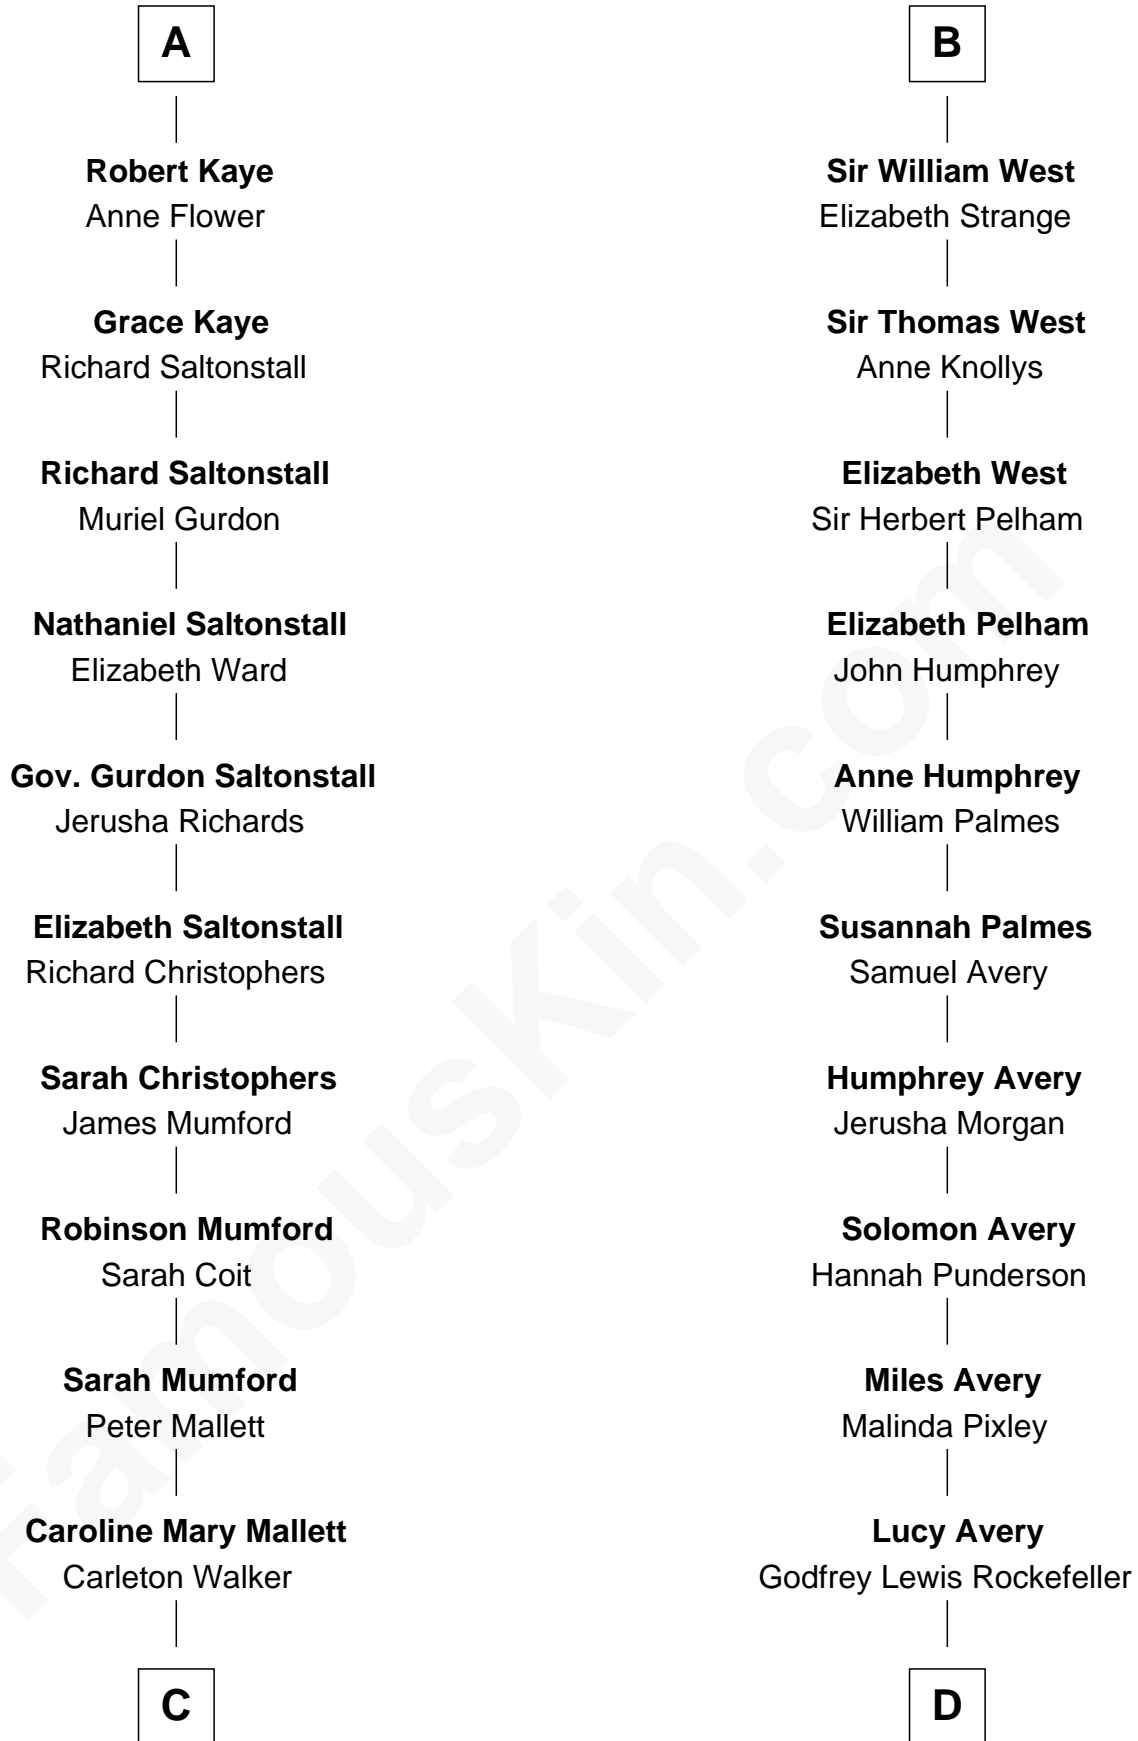 A
Robert Kaye
Anne Flower
Grace Kaye
Richard Saltonstall
Richard Saltonstall
Muriel Gurdon
Nathaniel Saltonstall
Elizabeth Ward
Gov. Gurdon Saltonstall
Jerusha Richards
Elizabeth Saltonstall
Richard Christophers
Sarah Christophers
James Mumford
Robinson Mumford
Sarah Coit
Sarah Mumford
Peter Mallett
Caroline Mary Mallett
Carleton Walker
C
B
Sir William West
Elizabeth Strange
Sir Thomas West
Anne Knollys
Elizabeth West
Sir Herbert Pelham
Elizabeth Pelham
John Humphrey
Anne Humphrey
William Palmes
Susannah Palmes
Samuel Avery
Humphrey Avery
Jerusha Morgan
Solomon Avery
Hannah Punderson
Miles Avery
Malinda Pixley
Lucy Avery
Godfrey Lewis Rockefeller
D
FamousKin.com